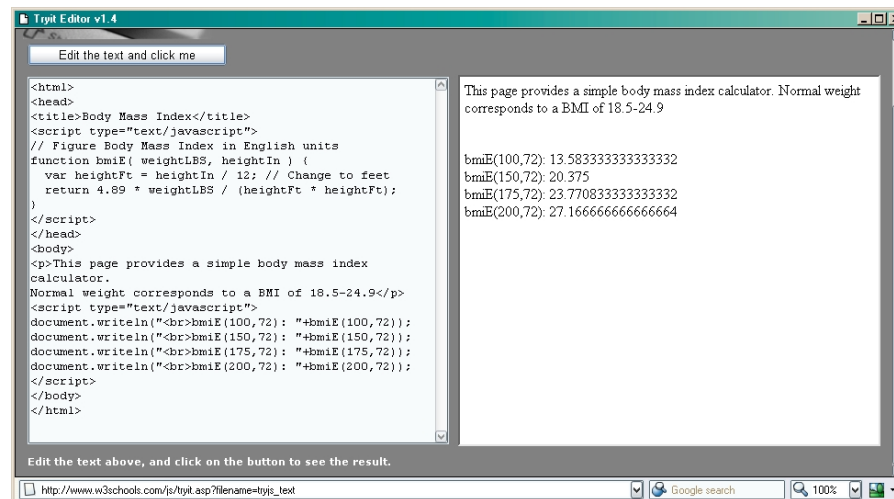 Tryit Editor v1.4
Edit the text and click me
<html>
<head>
<title>Body Mass Index</title>
<script type="text/javascript">
// Figure Body Mass Index in English units
function bmiE( weightLBS, heightIn ) {
  var heightFt = heightIn / 12; // Change to feet
  return 4.89 * weightLBS / (heightFt * heightFt);
}
</script>
</head>
<body>
<p>This page provides a simple body mass index
calculator.
Normal weight corresponds to a BMI of 18.5-24.9</p>
<script type="text/javascript">
document.writeln("<br>bmiE(100,72): "+bmiE(100,72));
document.writeln("<br>bmiE(150,72): "+bmiE(150,72));
document.writeln("<br>bmiE(175,72): "+bmiE(175,72));
document.writeln("<br>bmiE(200,72): "+bmiE(200,72));
</script>
</body>
</html>
This page provides a simple body mass index calculator. Normal weight
corresponds to a BMI of 18.5-24.9
bmiE(100,72): 13.583333333333332
bmiE(150,72): 20.375
bmiE(175,72): 23.770833333333332
bmiE(200,72): 27.166666666666664
Edit the text above, and click on the button to see the result.
http://www.w3schools.com/js/tryit.asp?filename=tryjs_text
Google search
100%